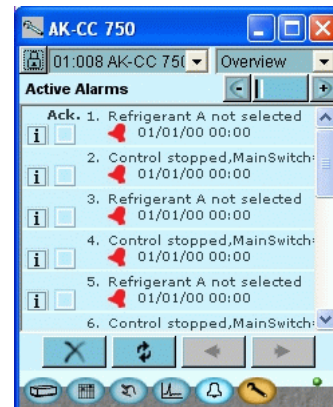 AK-CC 750
01:008 AK-CC 75( Overview
Active Alarms
Ack. 1. Refrigerant A not selected
01/01/00 00:00
2. Control stopped,MainSwitch
01/01/00 00:00
3. Refrigerant A not selected
01/01/00 00:00
4. Control stopped,MainSwitch
01/01/00 00:00
5. Refrigerant A not selected
01/01/00 00:00
6. Control stopped,MainSwitch